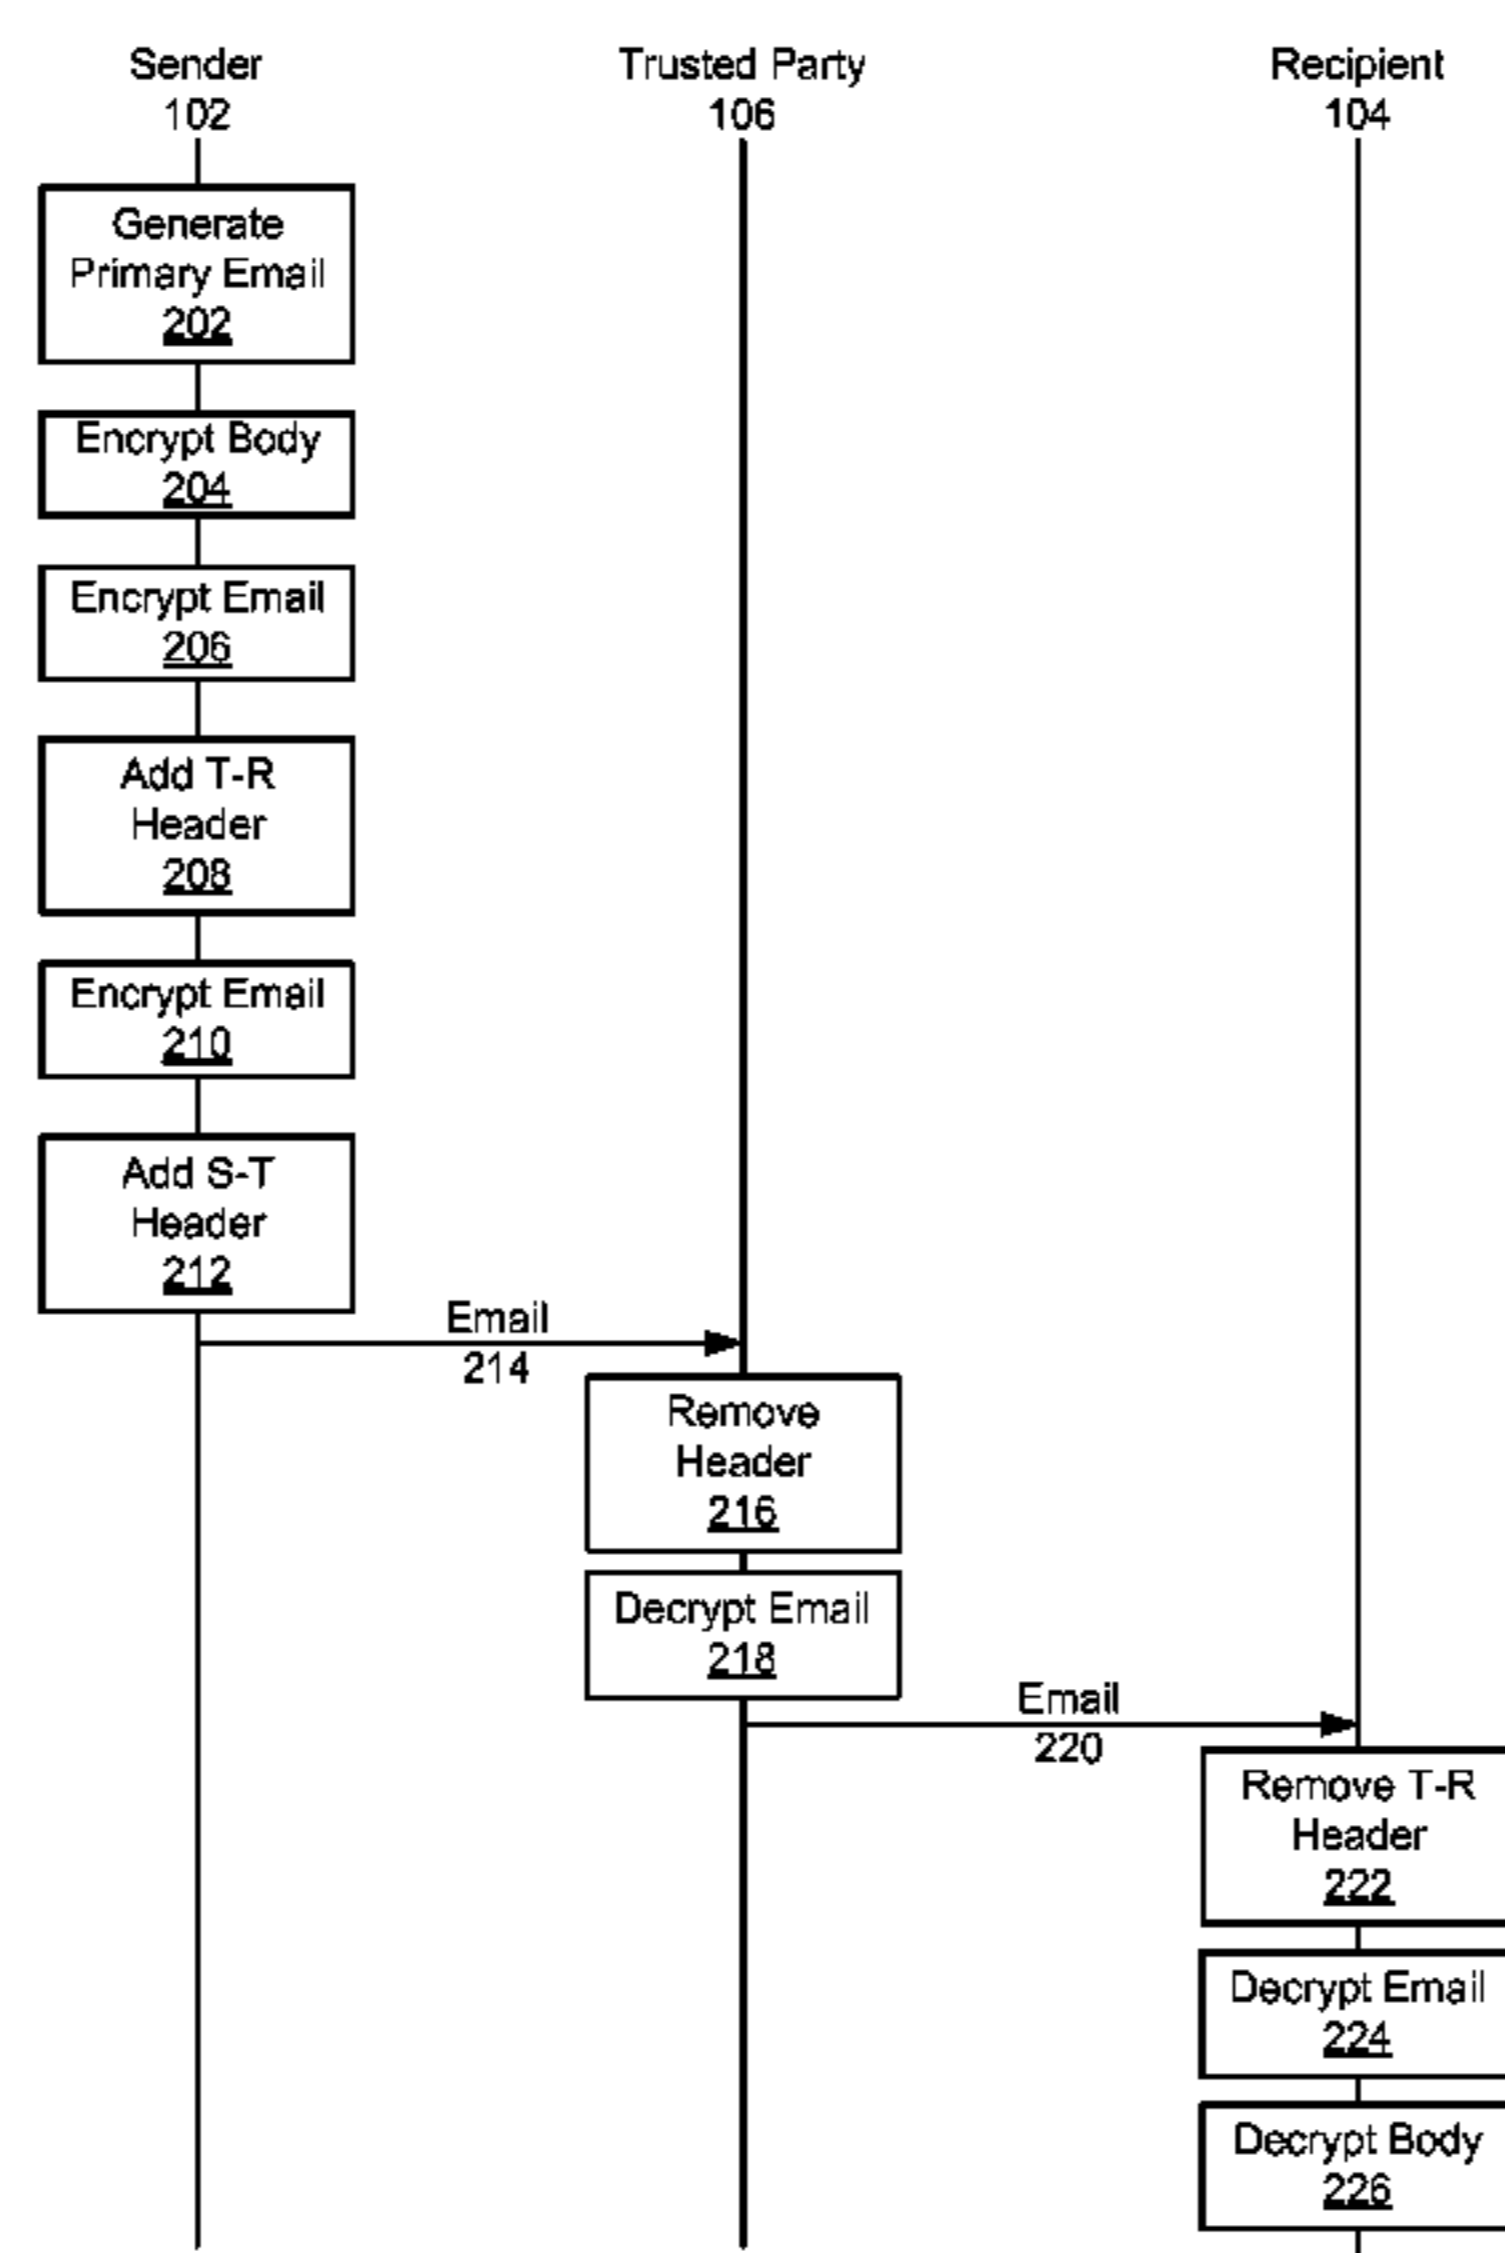 Sender
102
Trusted Party
106
Recipient
104
Generate
Primary Email
202
Encrypt Body
204
Encrypt Email
206
Add T-R
Header
208
Encrypt Email
210
Add S-T
Header
212
Email
214
Remove
Header
216
Decrypt Email
218
Email
220
Remove T-R
Header
222
Decrypt Email
224
Decrypt Body
226